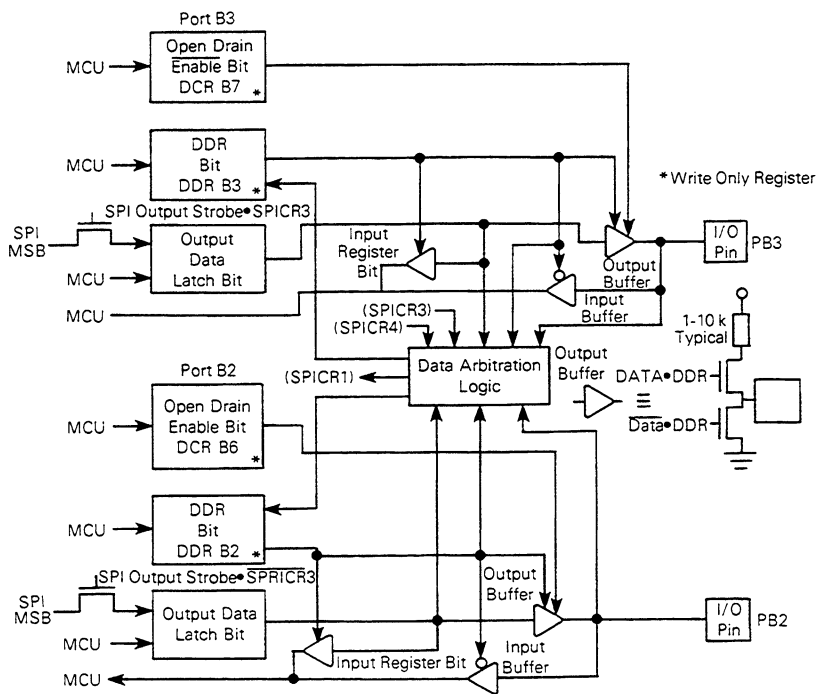 Port B3
Open Drain
Enable Bit
DCR B7
*
MCU
DDR
Bit
DDR B3
*
MCU
*Write Only Register
SPI Output Strobe•SPICR3
SPI
MSB
Output
Data
Latch Bit
MCU
MCU
Input
Register
Bit
Output
Buffer
Input
Buffer
I/O
Pin
PB3
(SPICR3)
(SPICR4)
1-10 k
Typical
Data Arbitration
Logic
(SPICR1)
Output
Buffer
≡
DATA•DDR
Data•DDR
Port B2
Open Drain
Enable Bit
DCR B6
*
MCU
DDR
Bit
DDR B2
*
MCU
SPI Output Strobe•SPRICR3
SPI
MSB
Output Data
Latch Bit
MCU
MCU
Output
Buffer
Input Register Bit
Input
Buffer
I/O
Pin
PB2